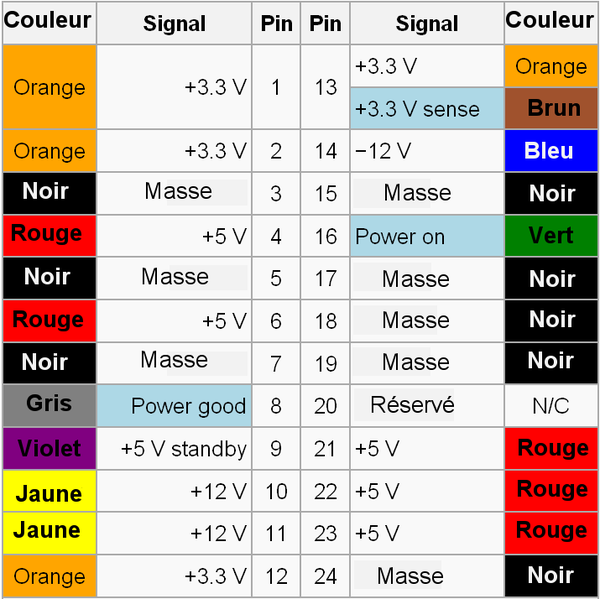 Couleur Signal Pin Pin Signal Couleur
Orange +3.3 V 1 13 +3.3 V Orange
+3.3 V sense Brun
Orange +3.3 V 2 14 −12 V Bleu
Noir Masse 3 15 Masse Noir
Rouge +5 V 4 16 Power on Vert
Noir Masse 5 17 Masse Noir
Rouge +5 V 6 18 Masse Noir
Noir Masse 7 19 Masse Noir
Gris Power good 8 20 Réservé N/C
Violet +5 V standby 9 21 +5 V Rouge
Jaune +12 V 10 22 +5 V Rouge
Jaune +12 V 11 23 +5 V Rouge
Orange +3.3 V 12 24 Masse Noir